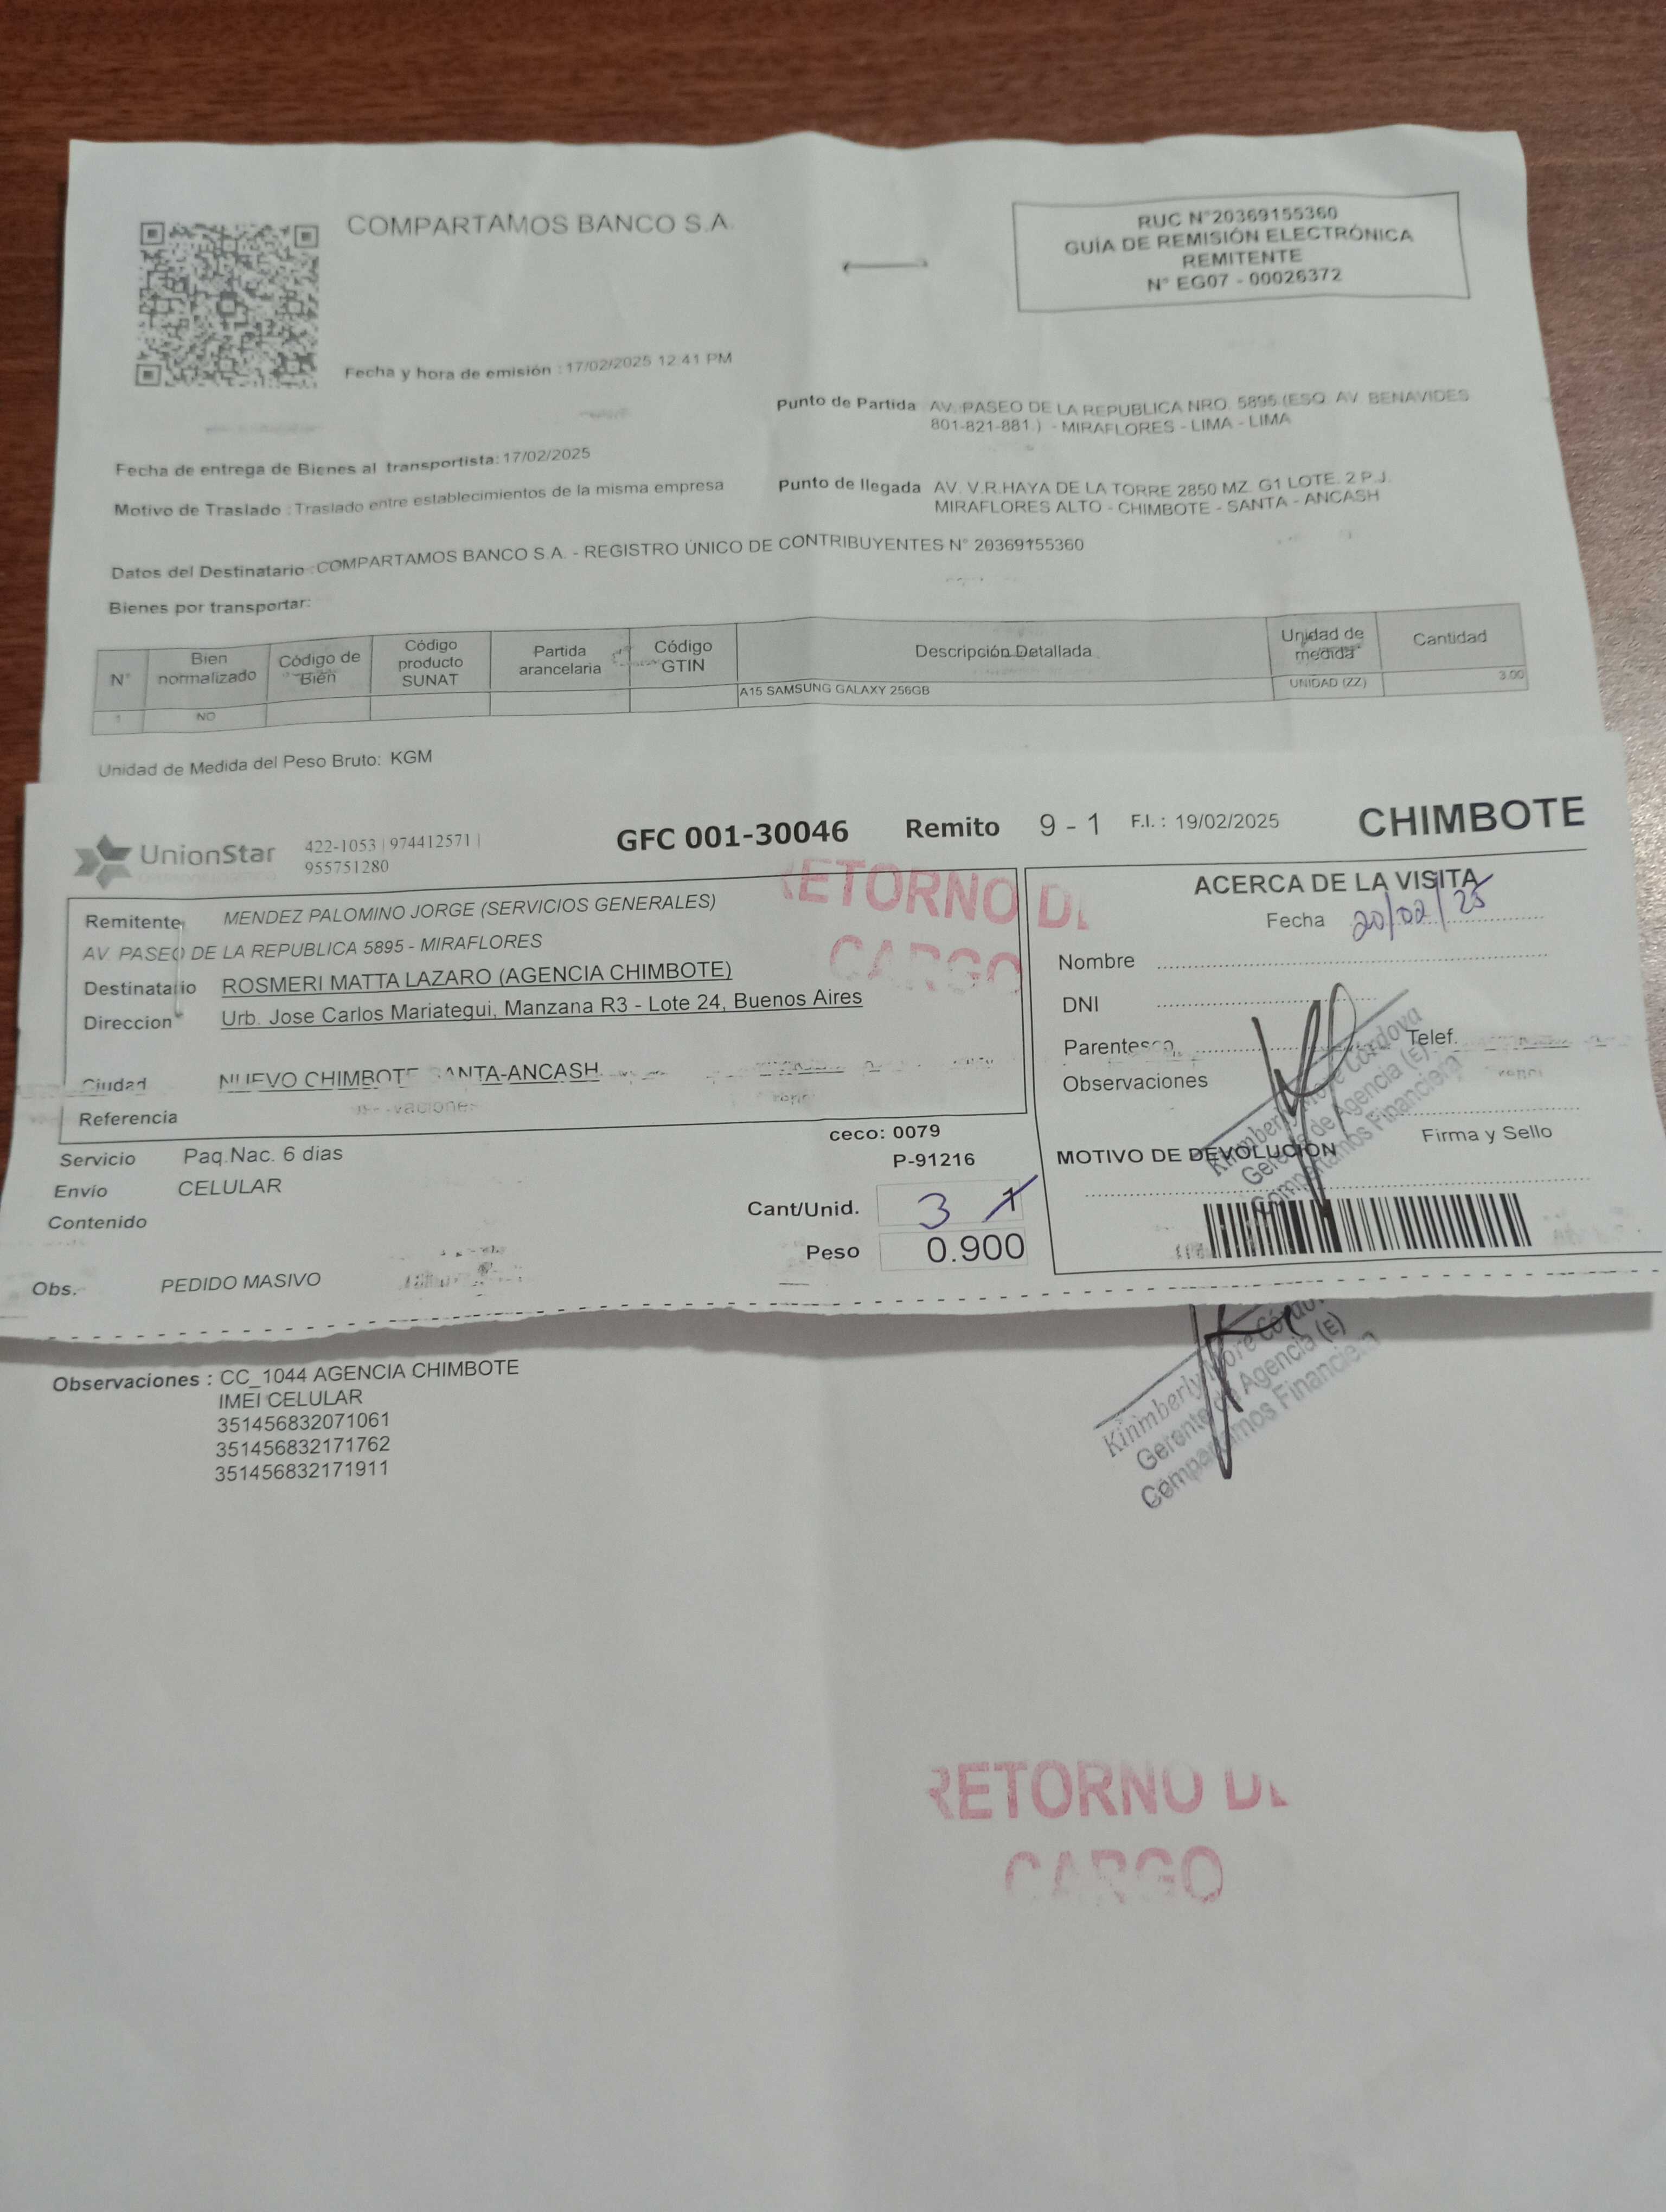 COMPARTAMOS BANCO S.A.
RUC N°20369155360
GUÍA DE REMISIÓN ELECTRÓNICA
REMITENTE
N° EG07 - 00026372
Fecha y hora de emisión : 17/02/2025 12:41 PM
Punto de Partida AV. PASEO DE LA REPUBLICA NRO. 5895 (ESQ. AV. BENAVIDES
801-821-881.) - MIRAFLORES - LIMA - LIMA
Fecha de entrega de Bienes al transportista: 17/02/2025
Motivo de Traslado : Traslado entre establecimientos de la misma empresa
Punto de llegada AV. V.R.HAYA DE LA TORRE 2850 MZ. G1 LOTE. 2 P.J.
MIRAFLORES ALTO - CHIMBOTE - SANTA - ANCASH
Datos del Destinatario : COMPARTAMOS BANCO S.A. - REGISTRO ÚNICO DE CONTRIBUYENTES N° 20369155360
Bienes por transportar:
N° Bien normalizado Código de Bien Código producto SUNAT Partida arancelaria Código GTIN Descripción Detallada Unidad de medida Cantidad
1 NO A15 SAMSUNG GALAXY 256GB UNIDAD (ZZ) 3.00
Unidad de Medida del Peso Bruto: KGM
UnionStar
422-1053 | 974412571 |
955751280
GFC 001-30046 Remito 9 - 1 F.I.: 19/02/2025 CHIMBOTE
RETORNO DE
CARGO
Remitente MENDEZ PALOMINO JORGE (SERVICIOS GENERALES)
AV. PASEO DE LA REPUBLICA 5895 - MIRAFLORES
Destinatario ROSMERI MATTA LAZARO (AGENCIA CHIMBOTE)
Direccion Urb. Jose Carlos Mariategui, Manzana R3 - Lote 24, Buenos Aires
Ciudad NUEVO CHIMBOTE SANTA-ANCASH
Referencia
ACERCA DE LA VISITA
Fecha 20/02/25
Nombre
DNI
Parentesco Telef.
Observaciones
Kinmberly More Córdova
Gerente de Agencia (E)
Compartamos Financiera
Firma y Sello
MOTIVO DE DEVOLUCIÓN
Servicio Paq.Nac. 6 dias
Envío CELULAR
Contenido
ceco: 0079
P-91216
Cant/Unid. 3 1
Peso 0.900
Obs. PEDIDO MASIVO
Observaciones : CC_1044 AGENCIA CHIMBOTE
IMEI CELULAR
351456832071061
351456832171762
351456832171911
Kinmberly More Córdova
Gerente de Agencia (E)
Compartamos Financiera
RETORNO DE
CARGO